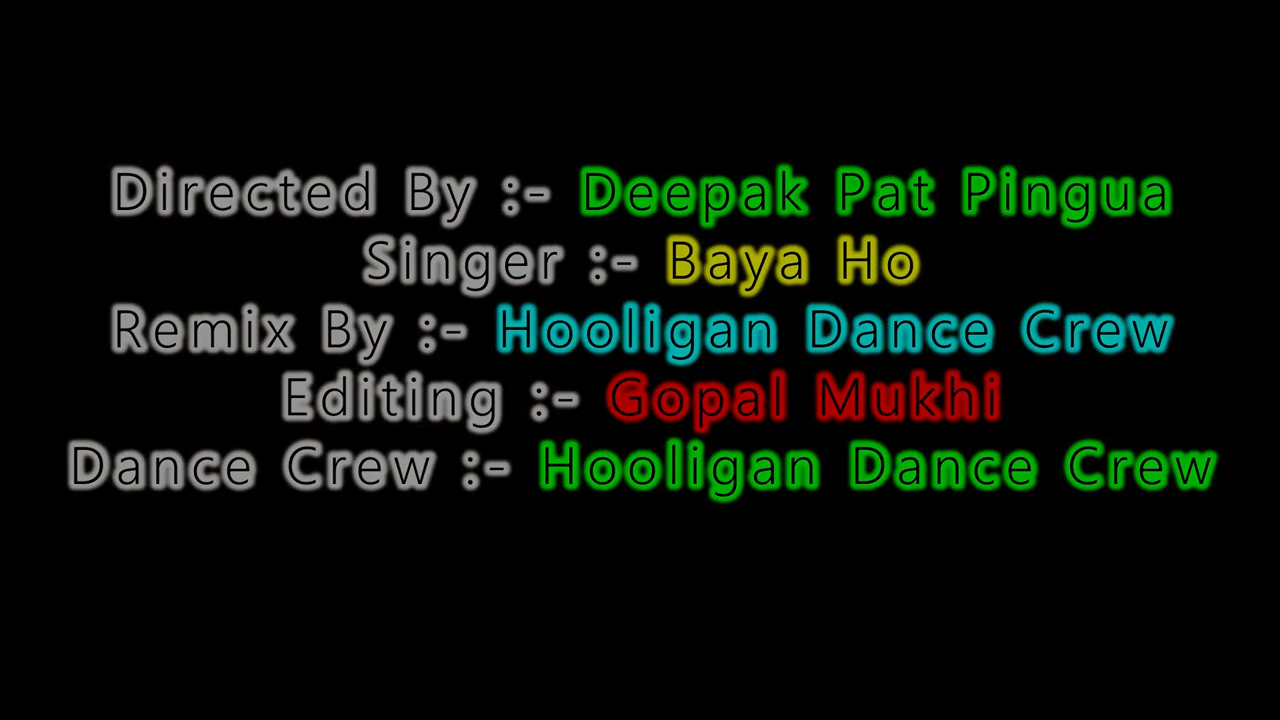 Directed By :- Deepak Pat Pingua
Singer :- Baya Ho
Remix By :- Hooligan Dance Crew
Editing :- Gopal Mukhi
Dance Crew :- Hooligan Dance Crew